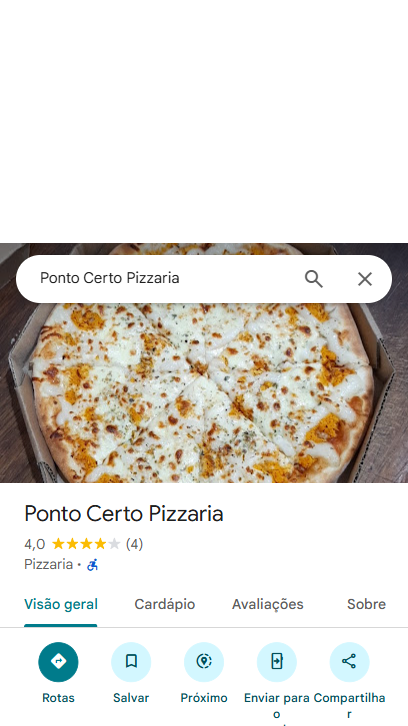 Ponto Certo Pizzaria
Ponto Certo Pizzaria
4,0 (4)
Pizzaria ·
Visão geral Cardápio Avaliações Sobre
Rotas Salvar Próximo Enviar para Compartilha
o r